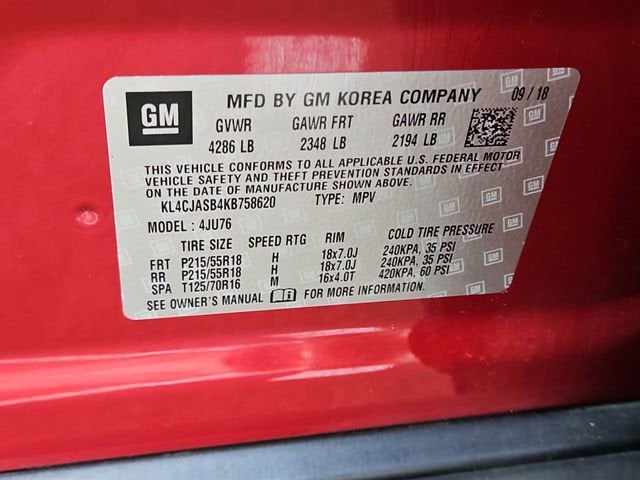 GM MFD BY GM KOREA COMPANY 09 / 18
GVWR GAWR FRT GAWR RR
4286 LB 2348 LB 2194 LB
THIS VEHICLE CONFORMS TO ALL APPLICABLE U.S. FEDERAL MOTOR
VEHICLE SAFETY AND THEFT PREVENTION STANDARDS IN EFFECT
ON THE DATE OF MANUFACTURE SHOWN ABOVE.
KL4CJASB4KB758620 TYPE: MPV
MODEL : 4JU76
TIRE SIZE SPEED RTG RIM COLD TIRE PRESSURE
FRT P215/55R18 H 18x7.0J 240KPA, 35 PSI
RR P215/55R18 H 18x7.0J 240KPA, 35 PSI
SPA T125/70R16 M 16x4.0T 420KPA, 60 PSI
SEE OWNER'S MANUAL FOR MORE INFORMATION.